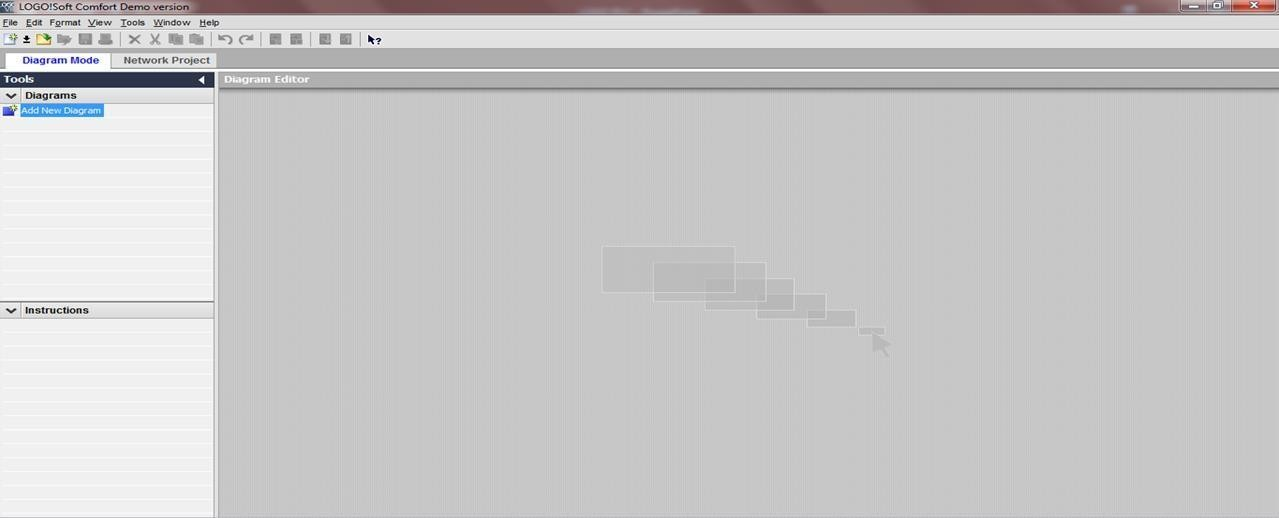 LOGO!Soft Comfort Demo version
File Edit Format View Tools Window Help
?
Diagram Mode Network Project
Tools
Diagram Editor
Diagrams
Add New Diagram
Instructions